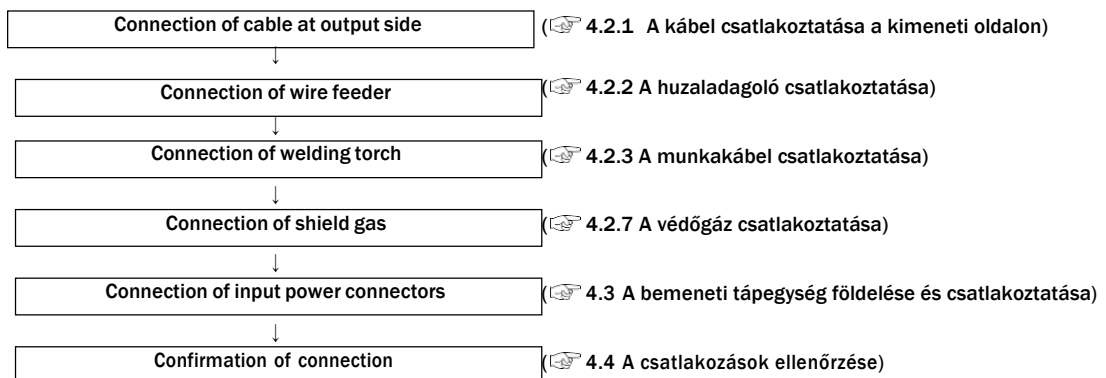 Connection of cable at output side (☞ 4.2.1 A kábel csatlakoztatása a kimeneti oldalon)
↓
Connection of wire feeder (☞ 4.2.2 A huzaladagoló csatlakoztatása)
↓
Connection of welding torch (☞ 4.2.3 A munkakábel csatlakoztatása)
↓
Connection of shield gas (☞ 4.2.7 A védőgáz csatlakoztatása)
↓
Connection of input power connectors (☞ 4.3 A bemeneti tápegység földelése és csatlakoztatása)
↓
Confirmation of connection (☞ 4.4 A csatlakozások ellenőrzése)